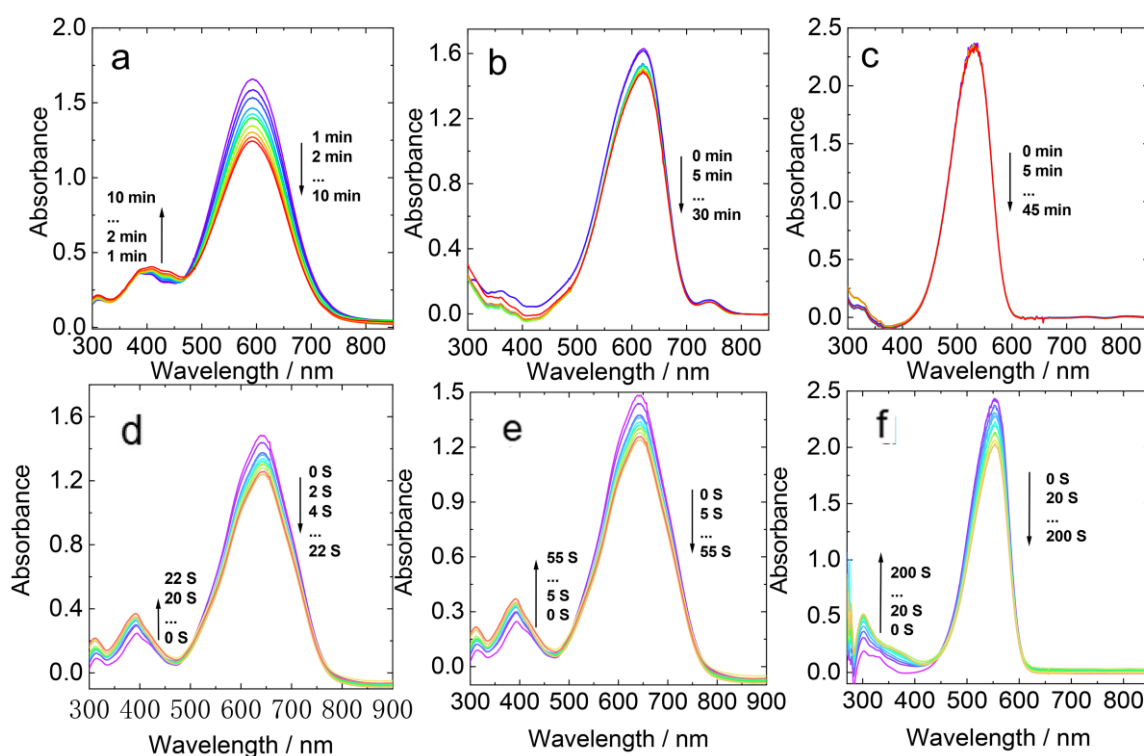 a
2.0
1.5
1.0
0.5
0.0
Absorbance
1 min
2 min
...
10 min
10 min
...
2 min
1 min
300 400 500 600 700 800
Wavelength / nm
b
1.6
1.2
0.8
0.4
0.0
Absorbance
0 min
5 min
...
30 min
300 400 500 600 700 800
Wavelength / nm
c
2.5
2.0
1.5
1.0
0.5
0.0
Absorbance
0 min
5 min
...
45 min
300 400 500 600 700 800
Wavelength / nm
d
1.6
1.2
0.8
0.4
0.0
Absorbance
0 S
2 S
4 S
...
22 S
22 S
20 S
...
0 S
300 400 500 600 700 800 900
Wavelength / nm
e
1.5
1.2
0.9
0.6
0.3
0.0
Absorbance
0 S
5 S
...
55 S
55 S
...
5 S
0 S
300 400 500 600 700 800 900
Wavelength / nm
f
2.5
2.0
1.5
1.0
0.5
0.0
Absorbance
0 S
20 S
...
200 S
200 S
...
20 S
0 S
300 400 500 600 700 800
Wavelength / nm